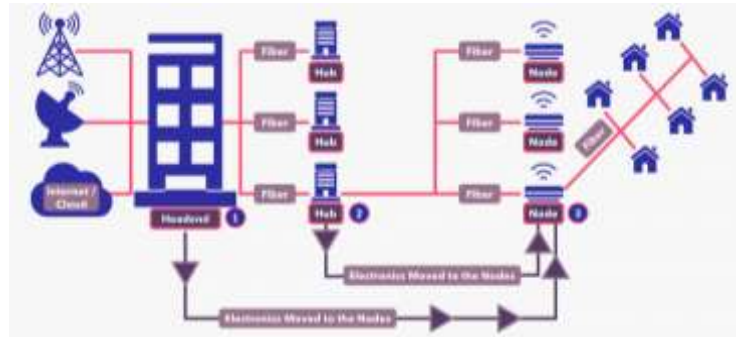 Fiber
Hub
Fiber
Node
Fiber
Hub
Fiber
Node
Internet /
Cloud
Fiber
Fiber
Fiber
Headend 1
Hub 2
Node 3
Electronics Moved to the Nodes
Electronics Moved to the Nodes